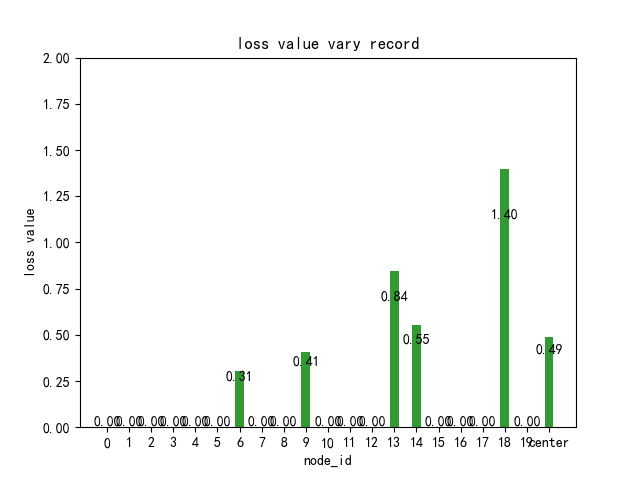 loss value vary record
2.00
1.75
1.50
1.25
1.00
0.75
0.50
0.25
0.00
loss value
0.00 0.00 0.00 0.00 0.00 0.00 0.31 0.00 0.00 0.41 0.00 0.00 0.00 0.84 0.55 0.00 0.00 0.00 1.40 0.00 0.49
0 1 2 3 4 5 6 7 8 9 10 11 12 13 14 15 16 17 18 19 center
node_id